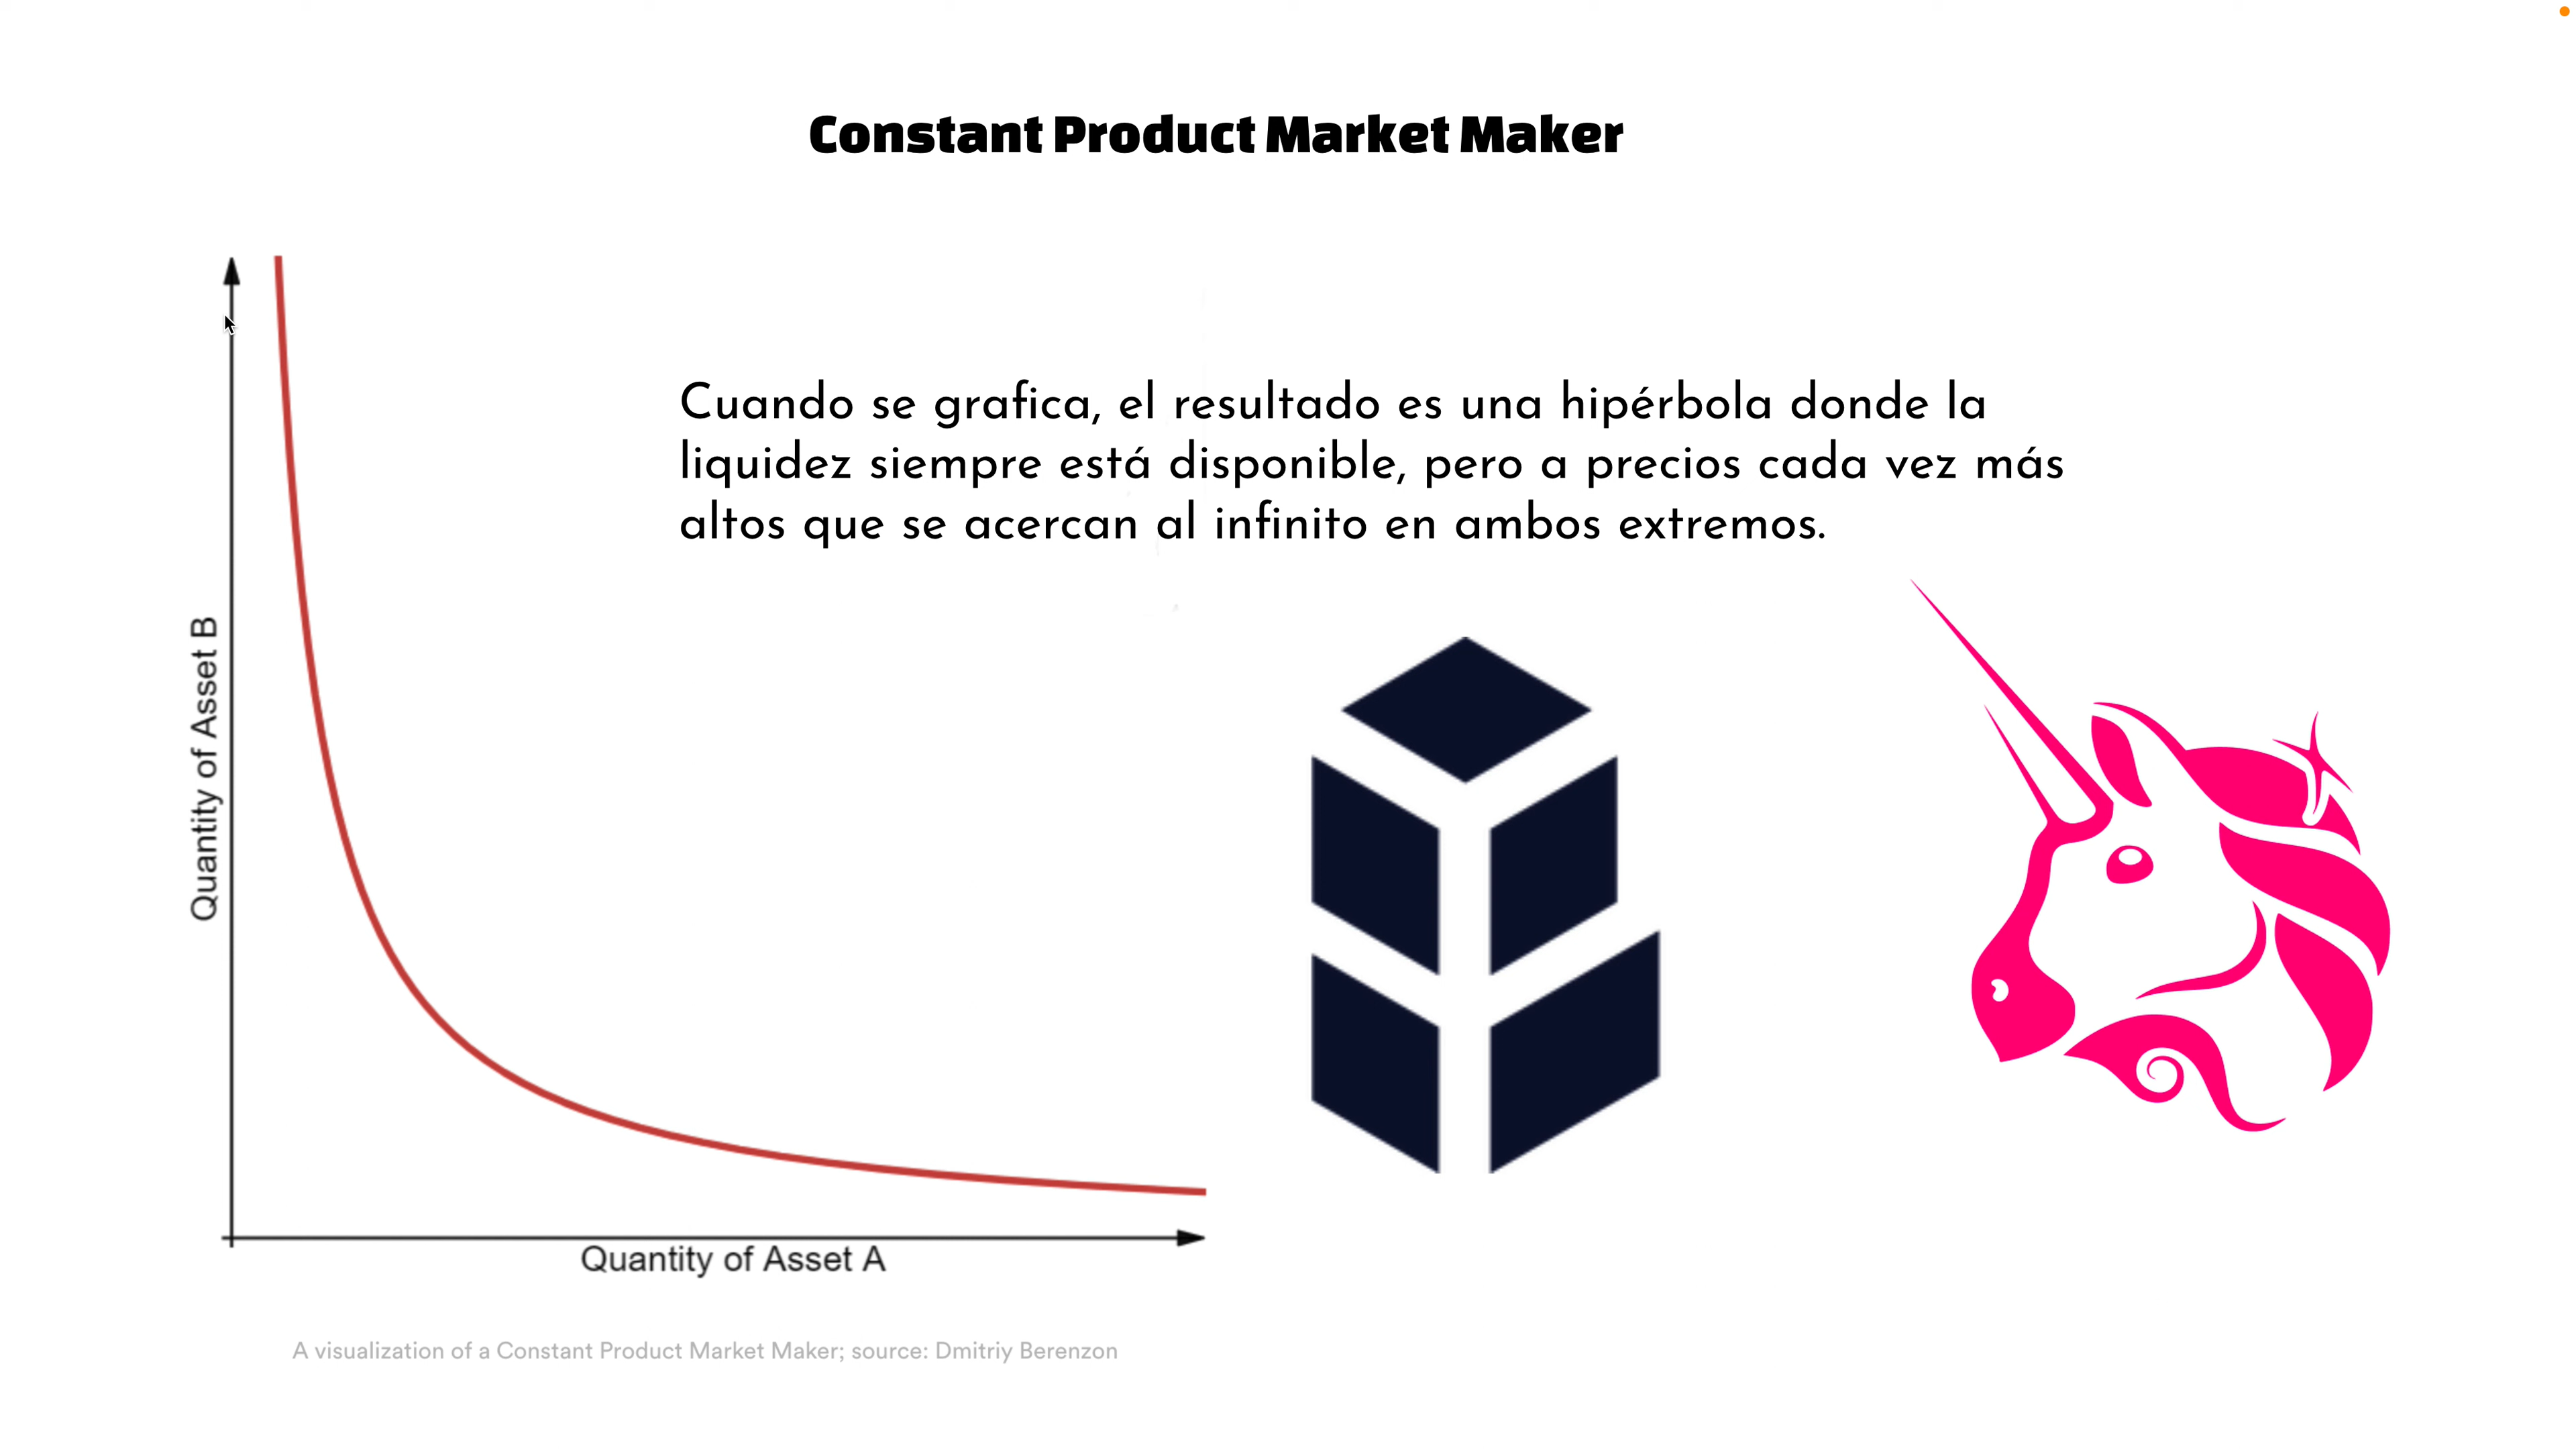 Constant Product Market Maker
Cuando se grafica, el resultado es una hipérbola donde la
liquidez siempre está disponible, pero a precios cada vez más
altos que se acercan al infinito en ambos extremos.
Quantity of Asset B
Quantity of Asset A
A visualization of a Constant Product Market Maker; source: Dmitriy Berenzon